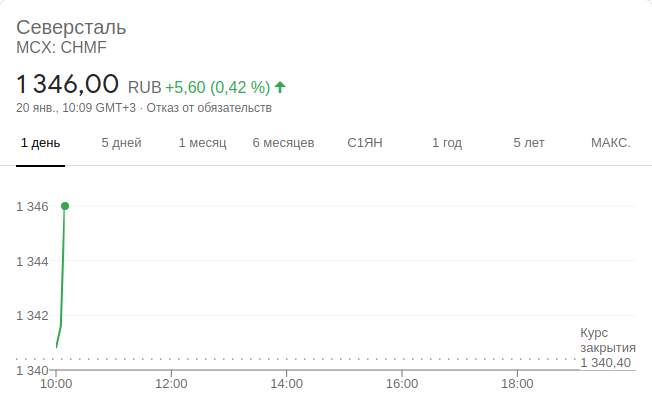 Северсталь
MCX: CHMF
1 346,00 RUB +5,60 (0,42 %)
20 янв., 10:09 GMT+3 · Отказ от обязательств
1 день 5 дней 1 месяц 6 месяцев С1ЯН 1 год 5 лет МАКС.
1 346
1 344
1 342
Курс
закрытия
1 340,40
1 340
10:00 12:00 14:00 16:00 18:00